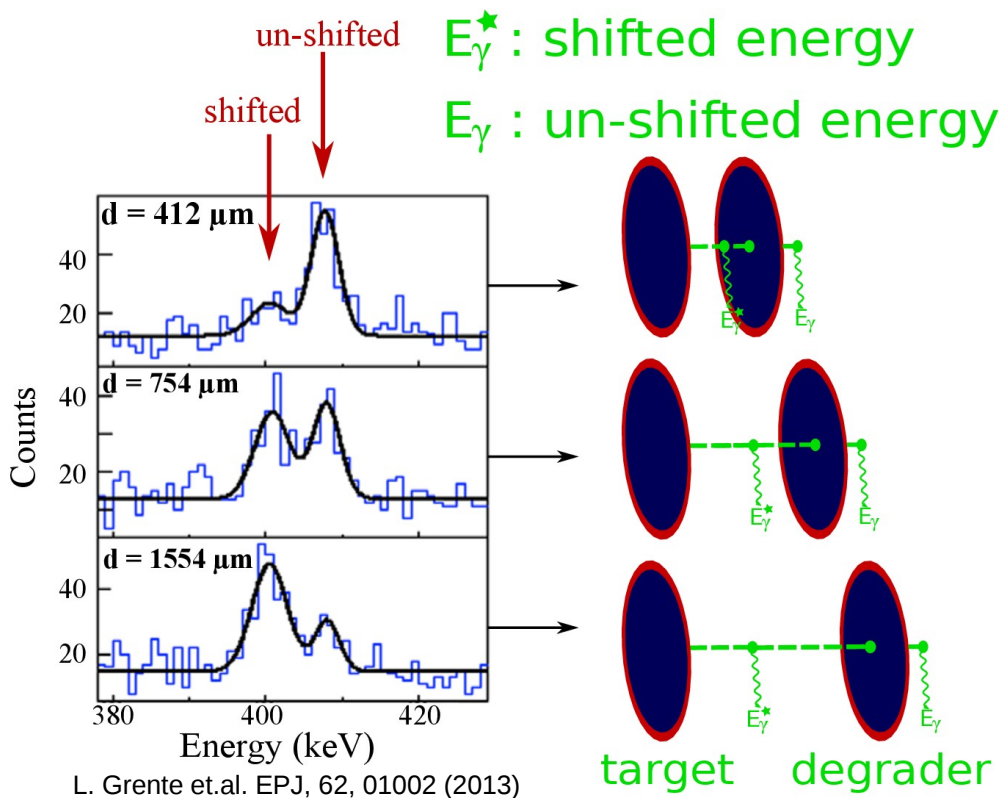 un-shifted
shifted
E★γ : shifted energy
Eγ : un-shifted energy
d = 412 µm
40
20
Eγ★
Eγ
d = 754 µm
40
20
Eγ★
Eγ
d = 1554 µm
40
20
Eγ★
Eγ
Counts
380
400
420
Energy (keV)
target
degrader
L. Grente et.al. EPJ, 62, 01002 (2013)